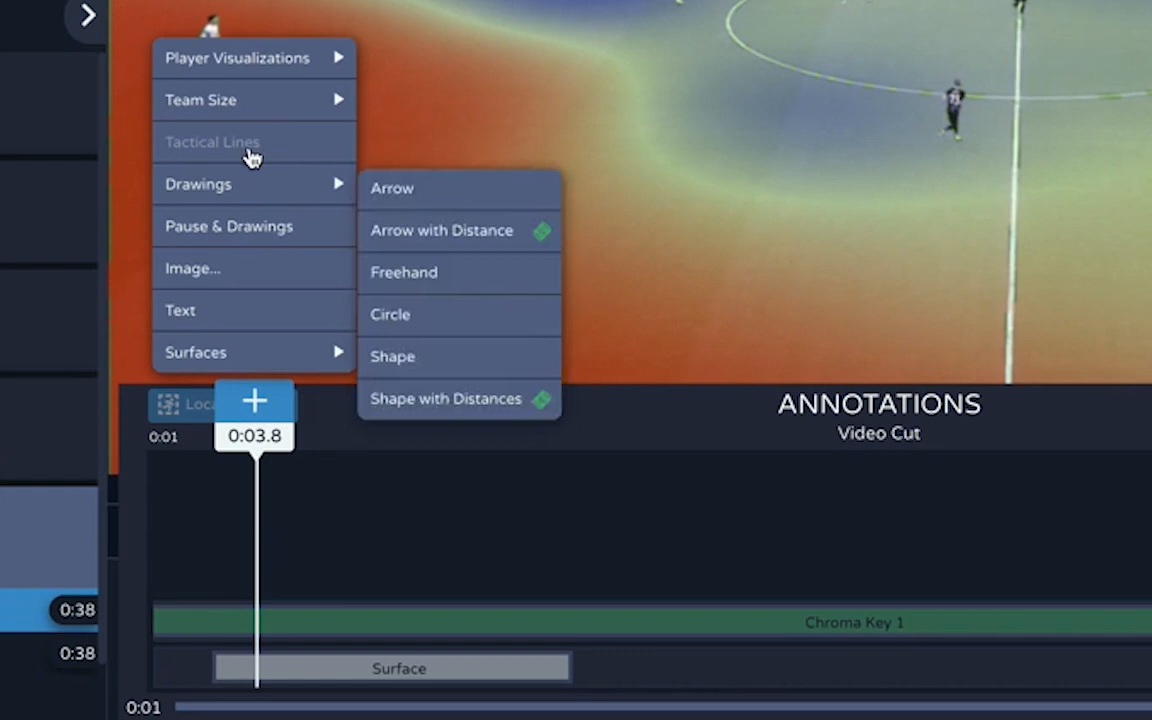 Player Visualizations
Team Size
Tactical Lines
Drawings
Pause & Drawings
Image...
Text
Surfaces
Arrow
Arrow with Distance
Freehand
Circle
Shape
Shape with Distances
0:01
0:03.8
ANNOTATIONS
Video Cut
Chroma Key 1
Surface
0:38
0:38
0:01